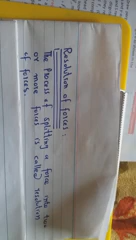 Resolution of forces:
The process of splitting a force into two
or more forces is called resolution
of forces.